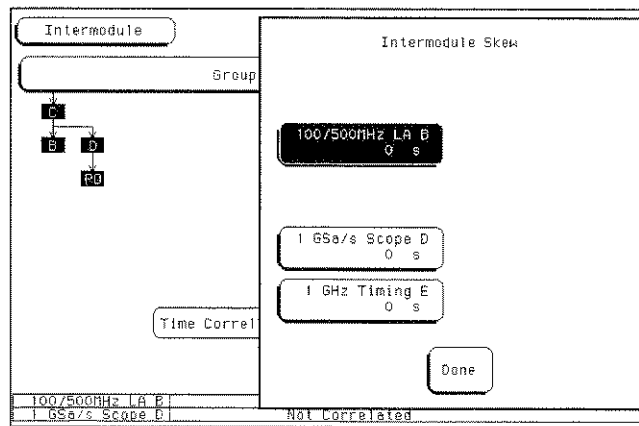 Intermodule
Intermodule Skew
Group
C
B D
PO
100/500MHz LA B
0 s
1 GSa/s Scope D
0 s
1 GHz Timing E
0 s
Time Correl
Done
100/500MHz LA B
1 GSa/s Scope D Not Correlated